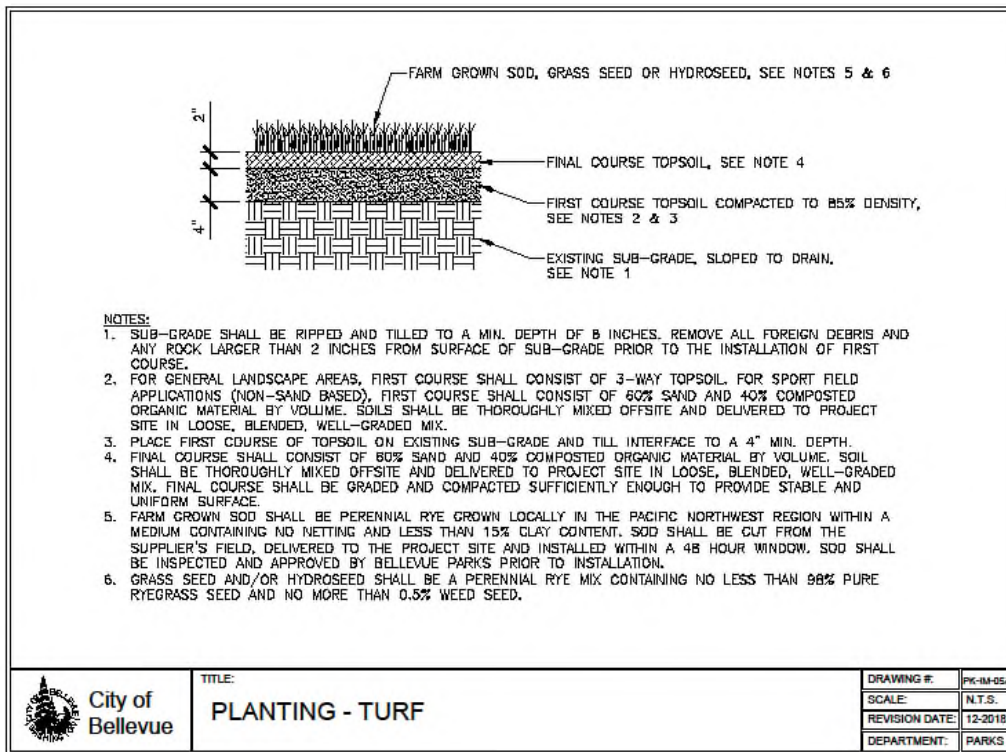 FARM GROWN SOD, GRASS SEED OR HYDROSEED, SEE NOTES 5 & 6
2"
FINAL COURSE TOPSOIL, SEE NOTE 4
FIRST COURSE TOPSOIL COMPACTED TO 85% DENSITY,
SEE NOTES 2 & 3
4"
EXISTING SUB-GRADE, SLOPED TO DRAIN,
SEE NOTE 1
NOTES:
1. SUB-GRADE SHALL BE RIPPED AND TILLED TO A MIN. DEPTH OF 8 INCHES. REMOVE ALL FOREIGN DEBRIS AND
ANY ROCK LARGER THAN 2 INCHES FROM SURFACE OF SUB-GRADE PRIOR TO THE INSTALLATION OF FIRST
COURSE.
2. FOR GENERAL LANDSCAPE AREAS, FIRST COURSE SHALL CONSIST OF 3-WAY TOPSOIL. FOR SPORT FIELD
APPLICATIONS (NON-SAND BASED), FIRST COURSE SHALL CONSIST OF 60% SAND AND 40% COMPOSTED
ORGANIC MATERIAL BY VOLUME. SOILS SHALL BE THOROUGHLY MIXED OFFSITE AND DELIVERED TO PROJECT
SITE IN LOOSE, BLENDED, WELL-GRADED MIX.
3. PLACE FIRST COURSE OF TOPSOIL ON EXISTING SUB-GRADE AND TILL INTERFACE TO A 4" MIN. DEPTH.
4. FINAL COURSE SHALL CONSIST OF 60% SAND AND 40% COMPOSTED ORGANIC MATERIAL BY VOLUME. SOIL
SHALL BE THOROUGHLY MIXED OFFSITE AND DELIVERED TO PROJECT SITE IN LOOSE, BLENDED, WELL-GRADED
MIX. FINAL COURSE SHALL BE GRADED AND COMPACTED SUFFICIENTLY ENOUGH TO PROVIDE STABLE AND
UNIFORM SURFACE.
5. FARM GROWN SOD SHALL BE PERENNIAL RYE GROWN LOCALLY IN THE PACIFIC NORTHWEST REGION WITHIN A
MEDIUM CONTAINING NO NETTING AND LESS THAN 15% CLAY CONTENT. SOD SHALL BE CUT FROM THE
SUPPLIER'S FIELD, DELIVERED TO THE PROJECT SITE AND INSTALLED WITHIN A 48 HOUR WINDOW. SOD SHALL
BE INSPECTED AND APPROVED BY BELLEVUE PARKS PRIOR TO INSTALLATION.
6. GRASS SEED AND/OR HYDROSEED SHALL BE A PERENNIAL RYE MIX CONTAINING NO LESS THAN 98% PURE
RYEGRASS SEED AND NO MORE THAN 0.5% WEED SEED.
City of
Bellevue
TITLE:
PLANTING - TURF
DRAWING #: PK-IM-05
SCALE: N.T.S.
REVISION DATE: 12-2018
DEPARTMENT: PARKS